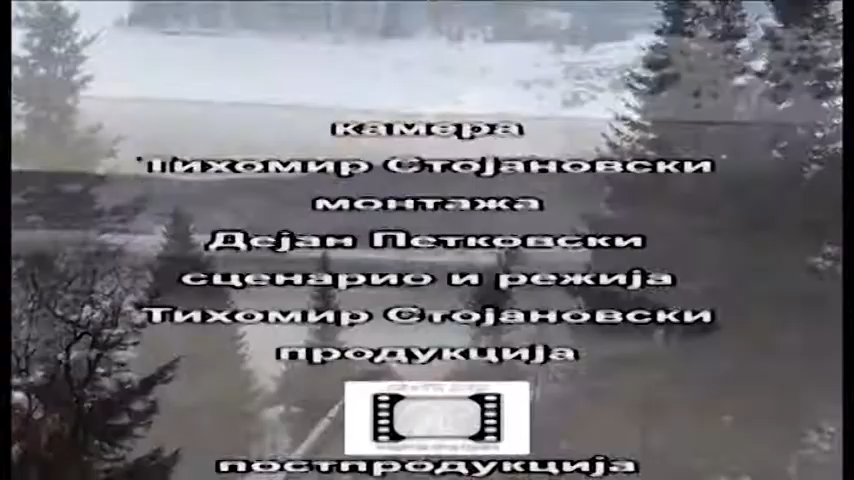 камера
Тихомир Стојановски
монтажа
Дејан Петковски
сценарио и режија
Тихомир Стојановски
продукција
постпродукција